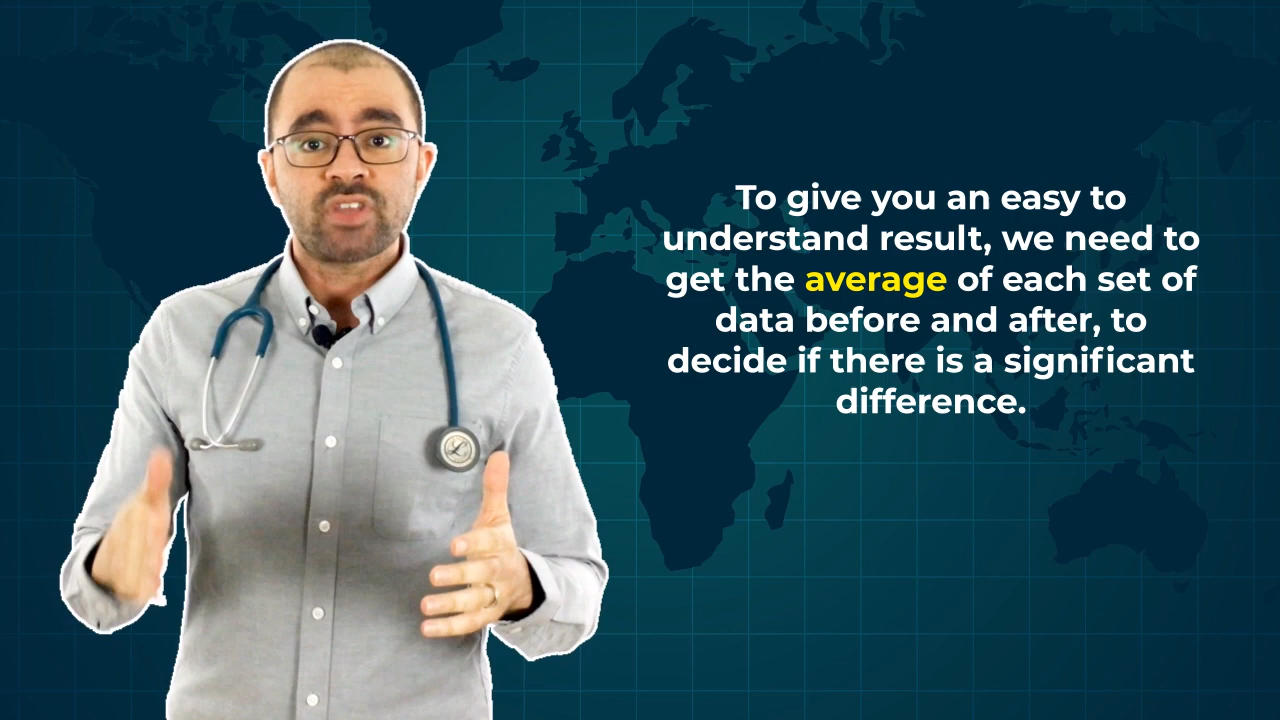 To give you an easy to
understand result, we need to
get the average of each set of
data before and after, to
decide if there is a significant
difference.